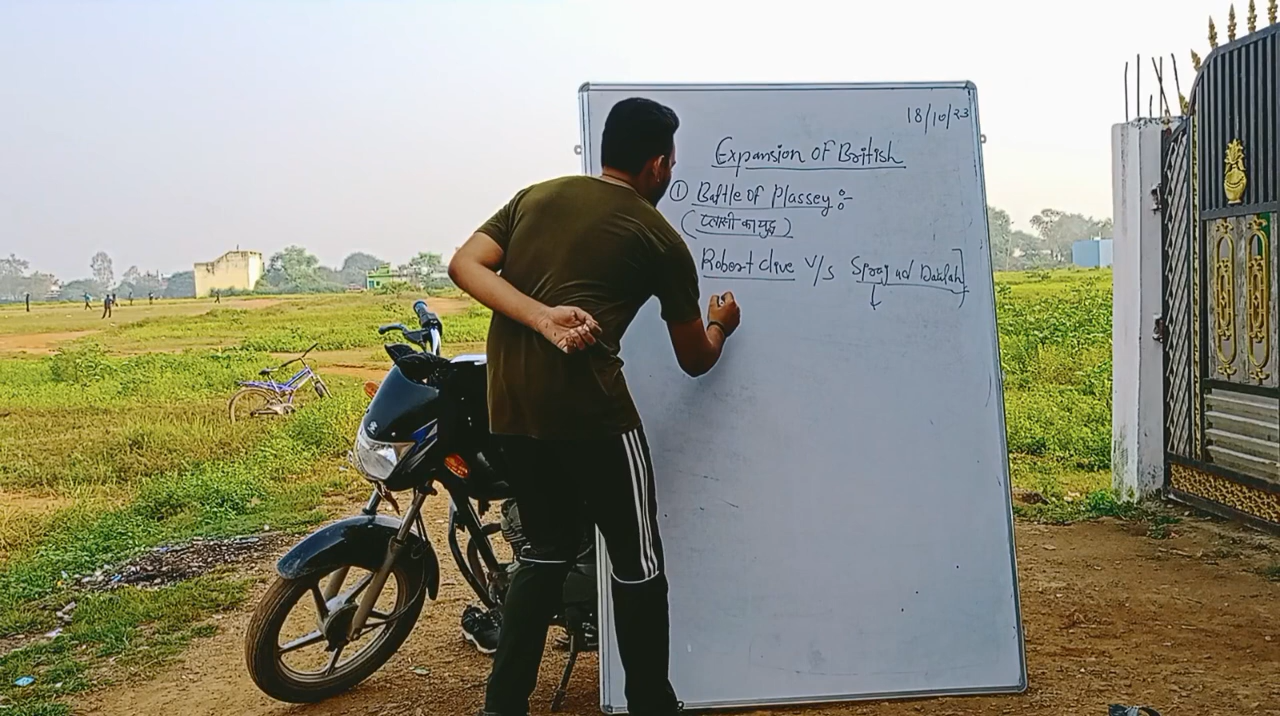 18/10/23
Expansion of British
① Battle of Plassey :-
(प्लासी का युद्ध)
Robert Clive V/s Siraj ud Daulah]